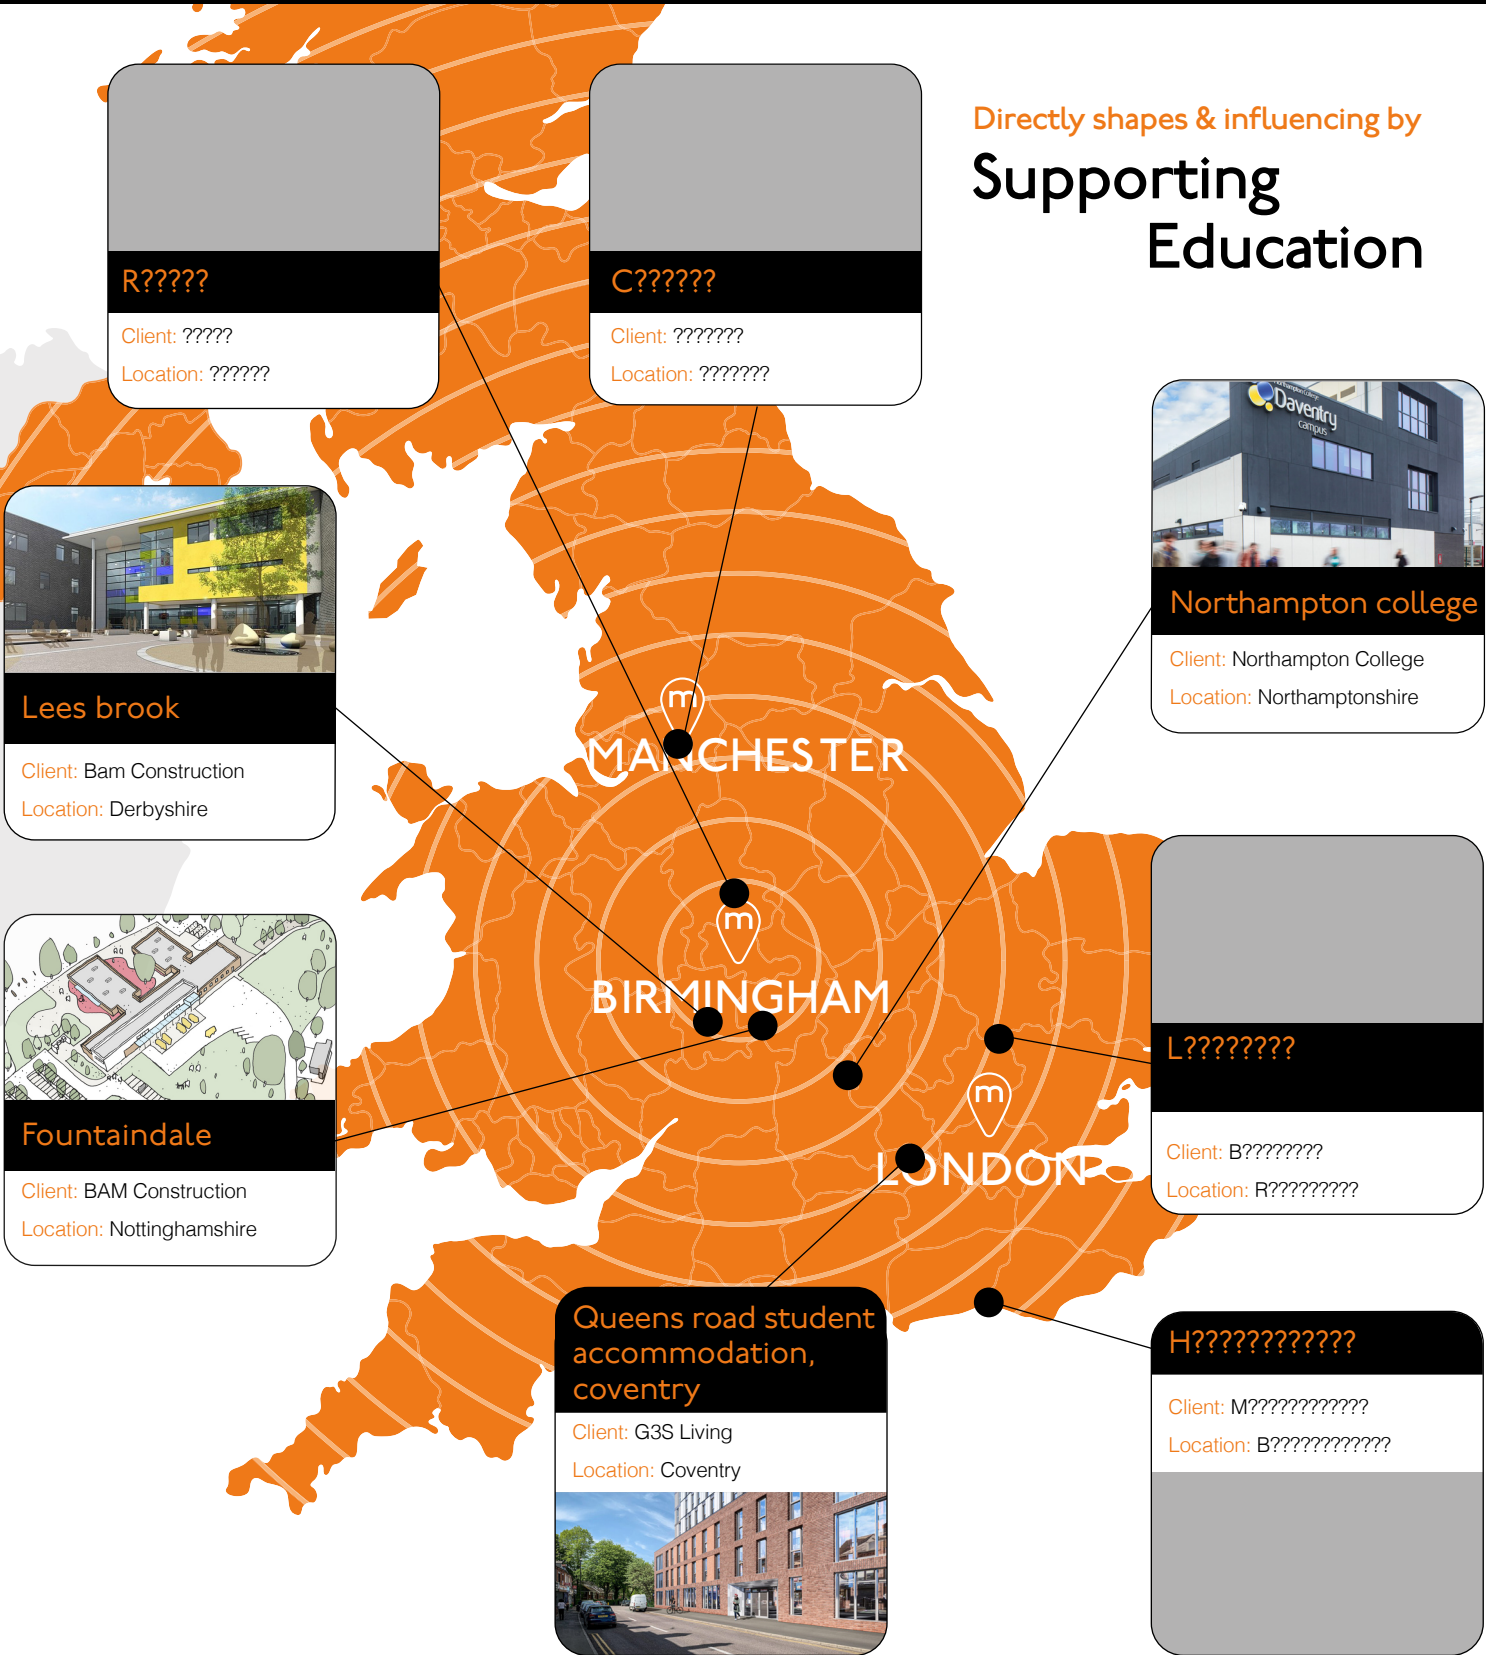 Directly shapes & influencing by
Supporting
Education
R?????
Client: ?????
Location: ??????
C??????
Client: ???????
Location: ???????
Daventry
campus
Northampton college
Client: Northampton College
Location: Northamptonshire
Lees brook
Client: Bam Construction
Location: Derbyshire
m
MANCHESTER
m
BIRMINGHAM
m
LONDON
L????????
Client: B????????
Location: R?????????
Fountaindale
Client: BAM Construction
Location: Nottinghamshire
Queens road student
accommodation,
coventry
Client: G3S Living
Location: Coventry
H????????????
Client: M????????????
Location: B????????????